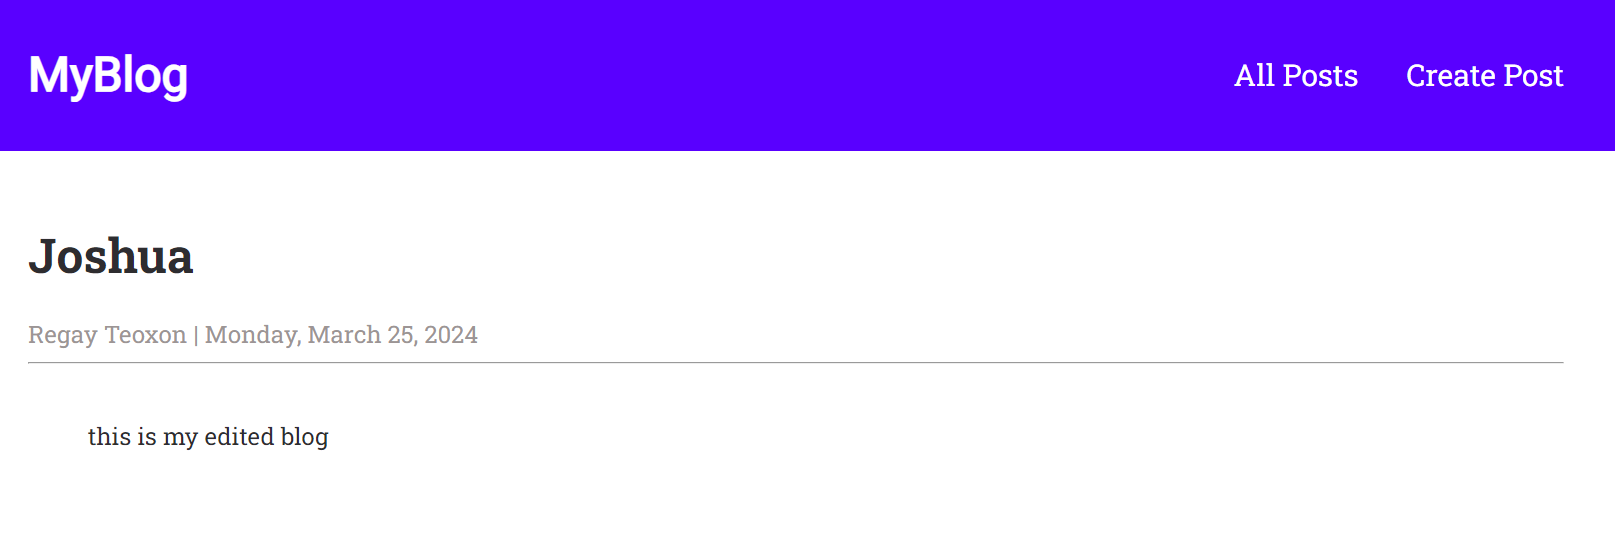 MyBlog
All Posts
Create Post
Joshua
Regay Teoxon | Monday, March 25, 2024
this is my edited blog